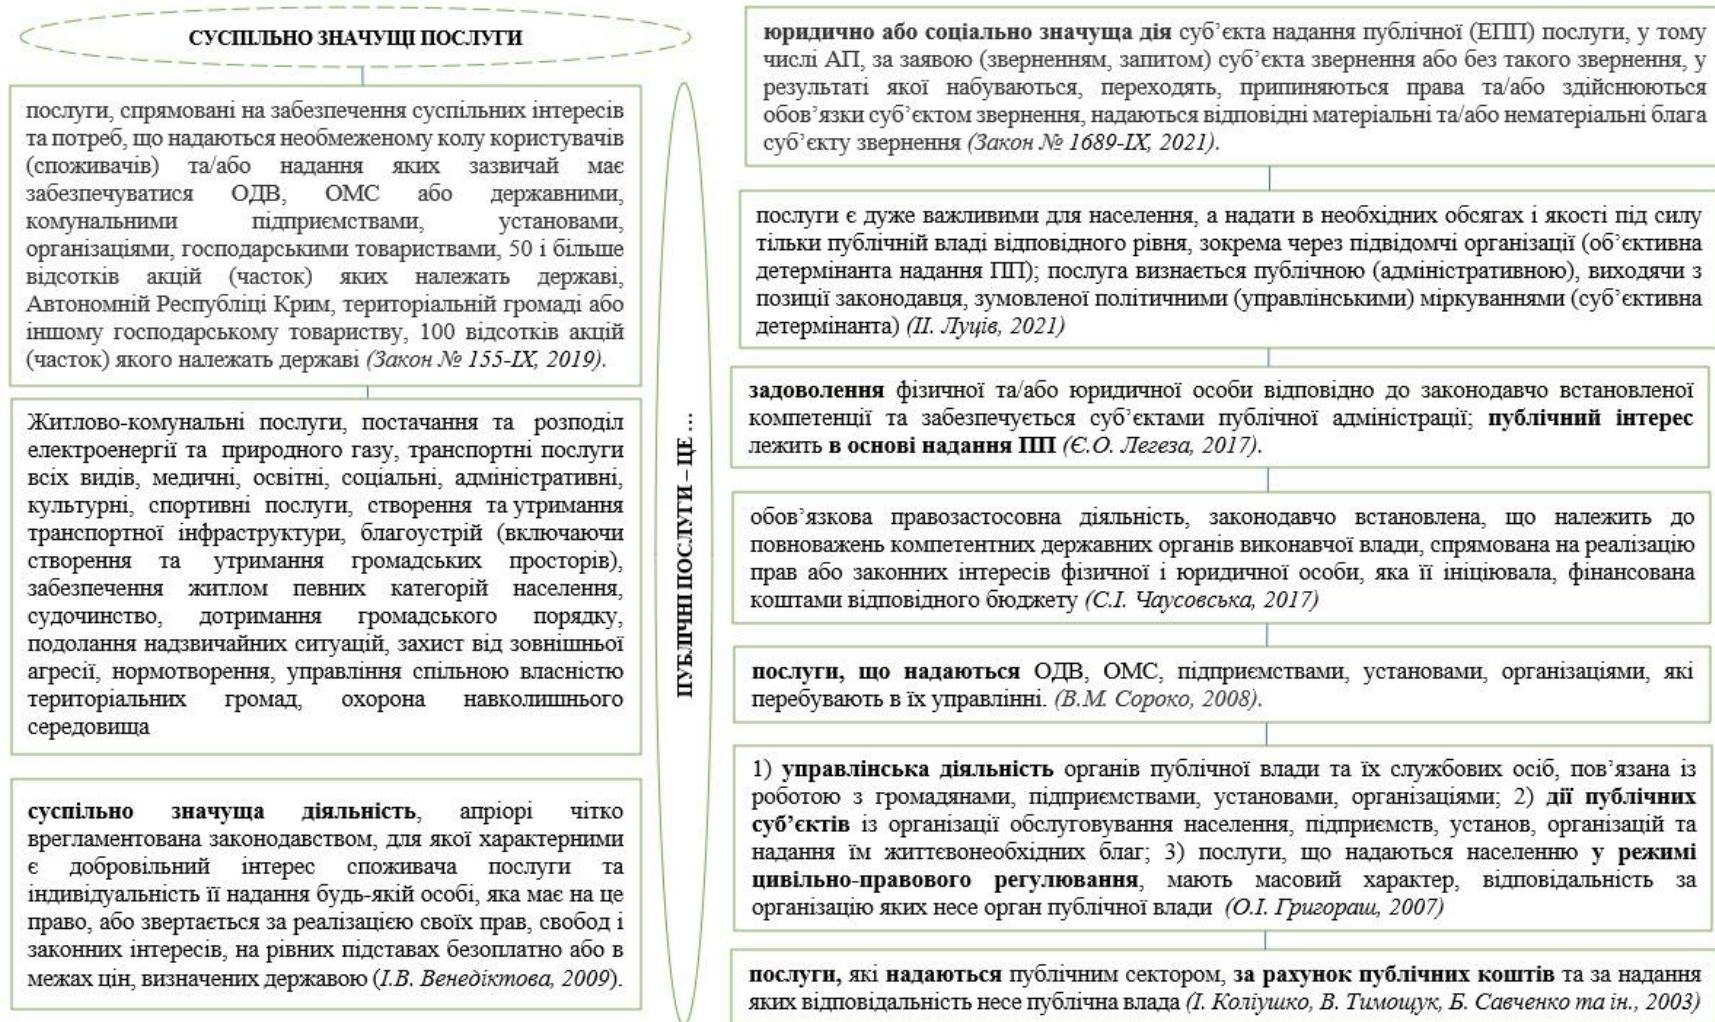 СУСПІЛЬНО ЗНАЧУЩІ ПОСЛУГИ
послуги, спрямовані на забезпечення суспільних інтересів
та потреб, що надаються необмеженому колу користувачів
(споживачів) та/або надання яких зазвичай має
забезпечуватися ОДВ, ОМС або державними,
комунальними підприємствами, установами,
організаціями, господарськими товариствами, 50 і більше
відсотків акцій (часток) яких належать державі,
Автономній Республіці Крим, територіальній громаді або
іншому господарському товариству, 100 відсотків акцій
(часток) якого належать державі (Закон № 155-IX, 2019).
Житлово-комунальні послуги, постачання та розподіл
електроенергії та природного газу, транспортні послуги
всіх видів, медичні, освітні, соціальні, адміністративні,
культурні, спортивні послуги, створення та утримання
транспортної інфраструктури, благоустрій (включаючи
створення та утримання громадських просторів),
забезпечення житлом певних категорій населення,
судочинство, дотримання громадського порядку,
подолання надзвичайних ситуацій, захист від зовнішньої
агресії, нормотворення, управління спільною власністю
територіальних громад, охорона навколишнього
середовища
суспільно значуща діяльність, апріорі чітко
врегламентована законодавством, для якої характерними
є добровільний інтерес споживача послуги та
індивідуальність її надання будь-якій особі, яка має на це
право, або звертається за реалізацією своїх прав, свобод і
законних інтересів, на рівних підставах безоплатно або в
межах цін, визначених державою (І.В. Венедіктова, 2009).
ПУБЛІЧНІ ПОСЛУГИ – ЦЕ ...
юридично або соціально значуща дія суб’єкта надання публічної (ЕПП) послуги, у тому
числі АП, за заявою (зверненням, запитом) суб’єкта звернення або без такого звернення, у
результаті якої набуваються, переходять, припиняються права та/або здійснюються
обов’язки суб’єктом звернення, надаються відповідні матеріальні та/або нематеріальні блага
суб’єкту звернення (Закон № 1689-IX, 2021).
послуги є дуже важливими для населення, а надати в необхідних обсягах і якості під силу
тільки публічній владі відповідного рівня, зокрема через підвідомчі організації (об’єктивна
детермінанта надання ПП); послуга визнається публічною (адміністративною), виходячи з
позиції законодавця, зумовленої політичними (управлінськими) міркуваннями (суб’єктивна
детермінанта) (П. Луців, 2021)
задоволення фізичної та/або юридичної особи відповідно до законодавчо встановленої
компетенції та забезпечується суб’єктами публічної адміністрації; публічний інтерес
лежить в основі надання ПП (Є.О. Легеза, 2017).
обов’язкова правозастосовна діяльність, законодавчо встановлена, що належить до
повноважень компетентних державних органів виконавчої влади, спрямована на реалізацію
прав або законних інтересів фізичної і юридичної особи, яка її ініціювала, фінансована
коштами відповідного бюджету (С.І. Чаусовська, 2017)
послуги, що надаються ОДВ, ОМС, підприємствами, установами, організаціями, які
перебувають в їх управлінні. (В.М. Сороко, 2008).
1) управлінська діяльність органів публічної влади та їх службових осіб, пов’язана із
роботою з громадянами, підприємствами, установами, організаціями; 2) дії публічних
суб’єктів із організації обслуговування населення, підприємств, установ, організацій та
надання їм життєвонеобхідних благ; 3) послуги, що надаються населенню у режимі
цивільно-правового регулювання, мають масовий характер, відповідальність за
організацію яких несе орган публічної влади (О.І. Григораш, 2007)
послуги, які надаються публічним сектором, за рахунок публічних коштів та за надання
яких відповідальність несе публічна влада (І. Коліушко, В. Тимощук, Б. Савченко та ін., 2003)